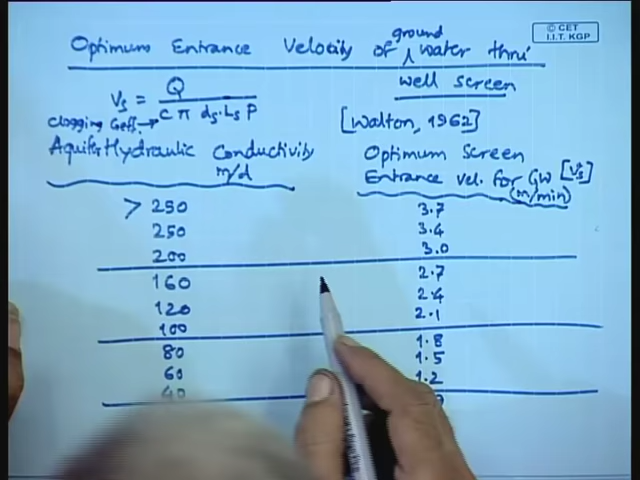 © CET
I.I.T. KGP
Optimum Entrance Velocity of ground water thru'
well screen
Vs = Q / C π ds.Ls P
Clogging Coeff. →
[Walton, 1962]
Aquifer Hydraulic Conductivity m/d
Optimum Screen
Entrance vel. for GW [Vs]
(m/min)
> 250 3.7
250 3.4
200 3.0
160 2.7
120 2.4
100 2.1
80 1.8
60 1.5
40 1.2